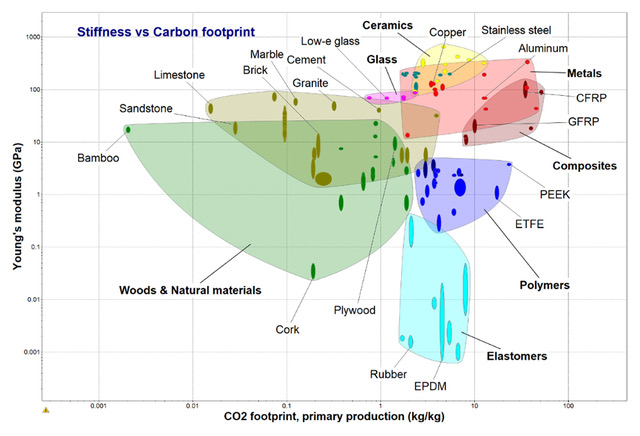 Stiffness vs Carbon footprint
Ceramics
Copper
Stainless steel
Low-e glass
Aluminum
Marble
Cement
Glass
Brick
Metals
Limestone
Granite
CFRP
Sandstone
GFRP
Bamboo
Composites
PEEK
ETFE
Woods & Natural materials
Polymers
Plywood
Cork
Elastomers
Rubber
EPDM
Young's modulus (GPa)
1000
100
10
1
0.1
0.01
0.001
0.001
0.01
0.1
1
10
100
CO2 footprint, primary production (kg/kg)